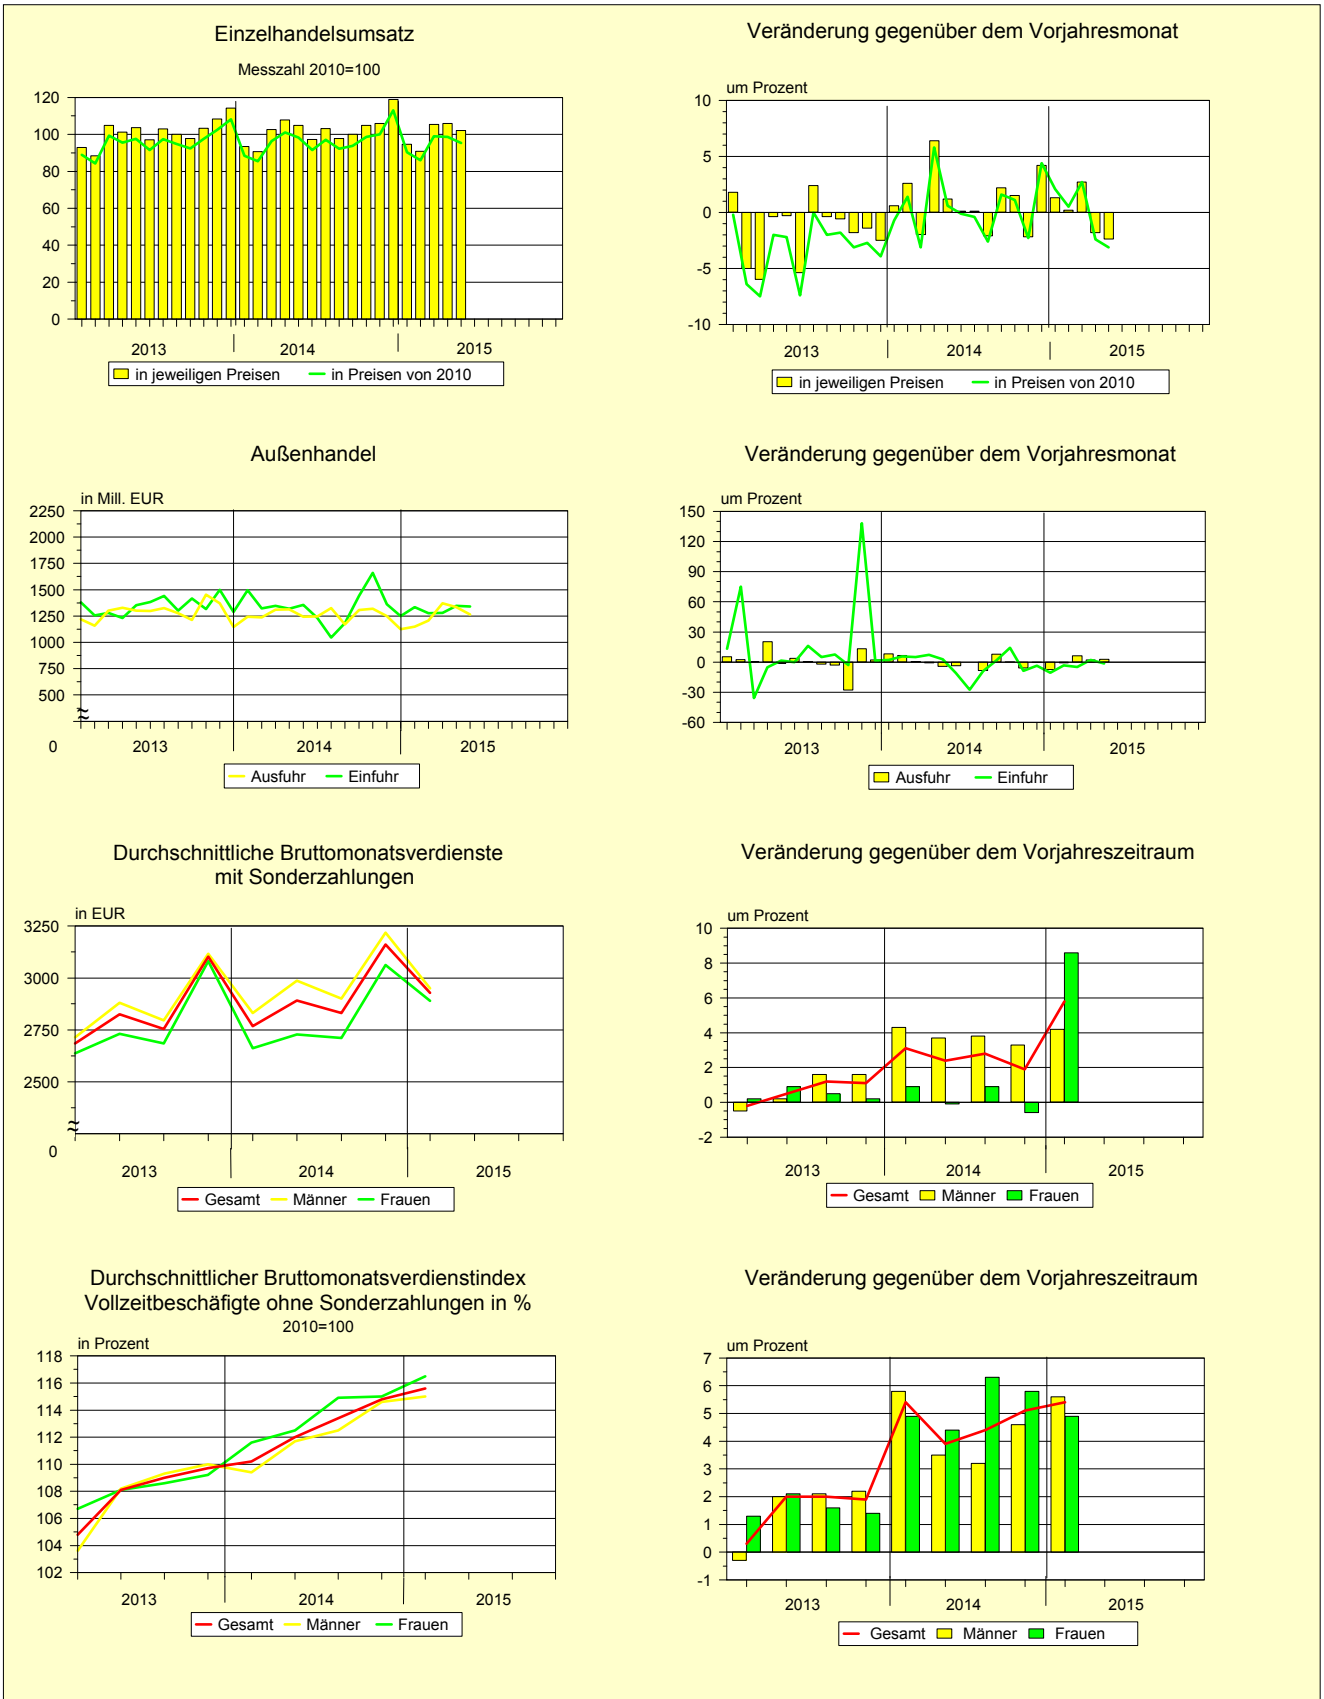 Einzelhandelsumsatz
Messzahl 2010=100
120
100
80
60
40
20
0
2013 2014 2015
in jeweiligen Preisen in Preisen von 2010
Veränderung gegenüber dem Vorjahresmonat
um Prozent
10
5
0
-5
-10
2013 2014 2015
in jeweiligen Preisen in Preisen von 2010
Außenhandel
in Mill. EUR
2250
2000
1750
1500
1250
1000
750
500
≈
0
2013 2014 2015
Ausfuhr Einfuhr
Veränderung gegenüber dem Vorjahresmonat
um Prozent
150
120
90
60
30
0
-30
-60
2013 2014 2015
Ausfuhr Einfuhr
Durchschnittliche Bruttomonatsverdienste
mit Sonderzahlungen
in EUR
3250
3000
2750
2500
≈
0
2013 2014 2015
Gesamt Männer Frauen
Veränderung gegenüber dem Vorjahreszeitraum
um Prozent
10
8
6
4
2
0
-2
2013 2014 2015
Gesamt Männer Frauen
Durchschnittlicher Bruttomonatsverdienstindex
Vollzeitbeschäfigte ohne Sonderzahlungen in %
2010=100
in Prozent
118
116
114
112
110
108
106
104
102
2013 2014 2015
Gesamt Männer Frauen
Veränderung gegenüber dem Vorjahreszeitraum
um Prozent
7
6
5
4
3
2
1
0
-1
2013 2014 2015
Gesamt Männer Frauen